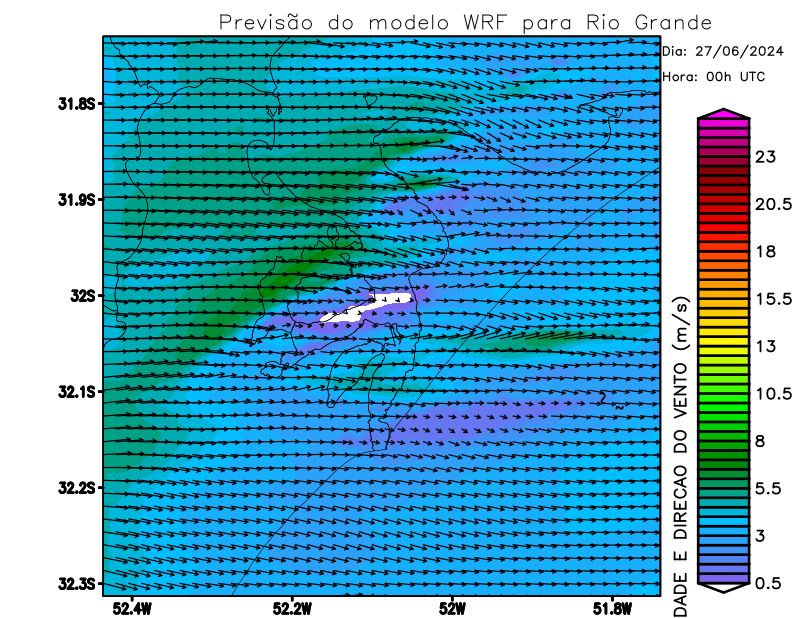 Previsão do modelo WRF para Rio Grande
Dia: 27/06/2024
Hora: 00h UTC
31.8S
31.9S
32S
32.1S
32.2S
32.3S
52.4W
52.2W
52W
51.8W
23
20.5
18
15.5
13
10.5
8
5.5
3
0.5
DADE E DIRECAO DO VENTO (m/s)